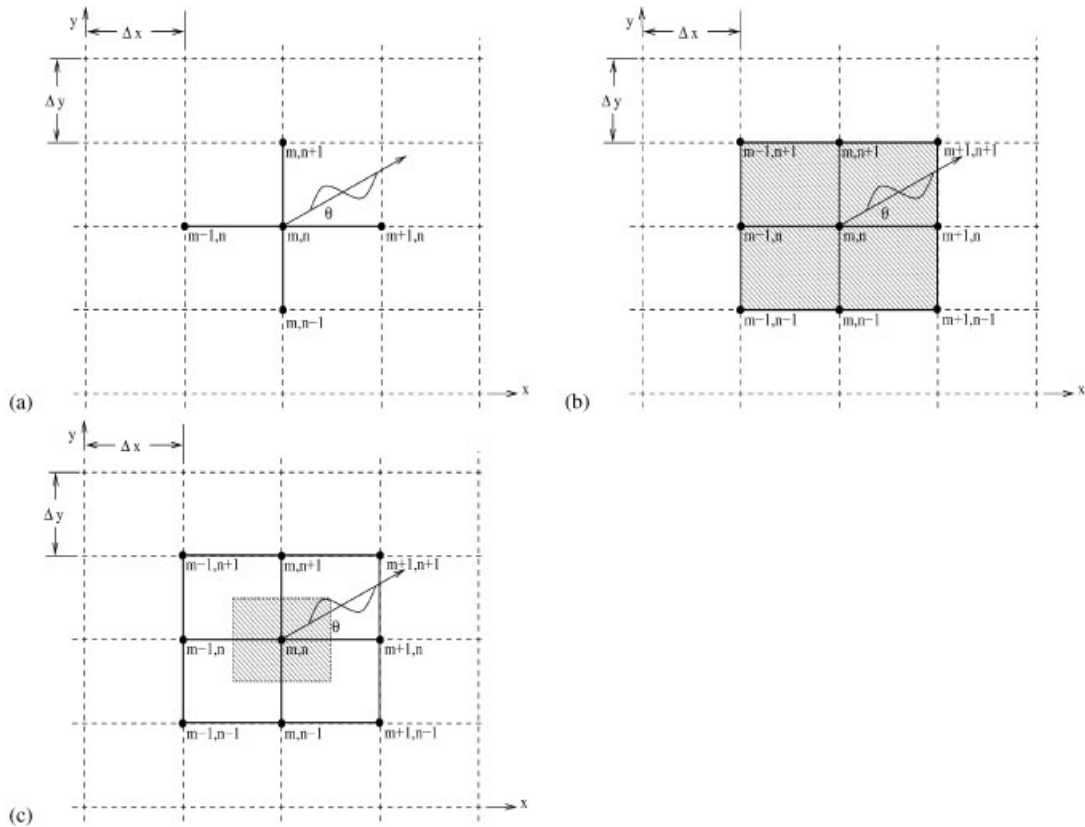 y
Δ x
Δ y
m,n+1
θ
m−1,n
m,n
m+1,n
m,n−1
x
(a)
y
Δ x
Δ y
m−1,n+1
m,n+1
m+1,n+1
θ
m−1,n
m,n
m+1,n
m−1,n−1
m,n−1
m+1,n−1
x
(b)
y
Δ x
Δ y
m−1,n+1
m,n+1
m+1,n+1
θ
m−1,n
m,n
m+1,n
m−1,n−1
m,n−1
m+1,n−1
x
(c)